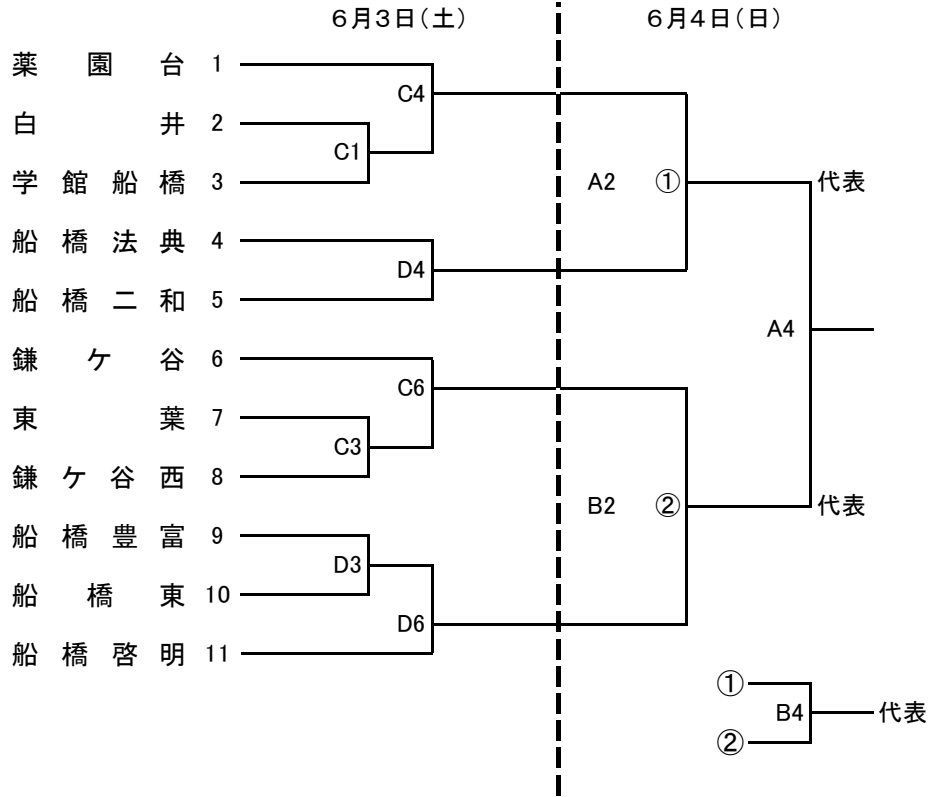 6月3日(土) 6月4日(日)
薬園台 1
C4
白井 2
C1
学館船橋 3
A2 ① 代表
船橋法典 4
D4
船橋二和 5
A4
鎌ケ谷 6
C6
東葉 7
C3
鎌ケ谷西 8
B2 ② 代表
船橋豊富 9
D3
船橋東 10
D6
船橋啓明 11
①
B4 代表
②